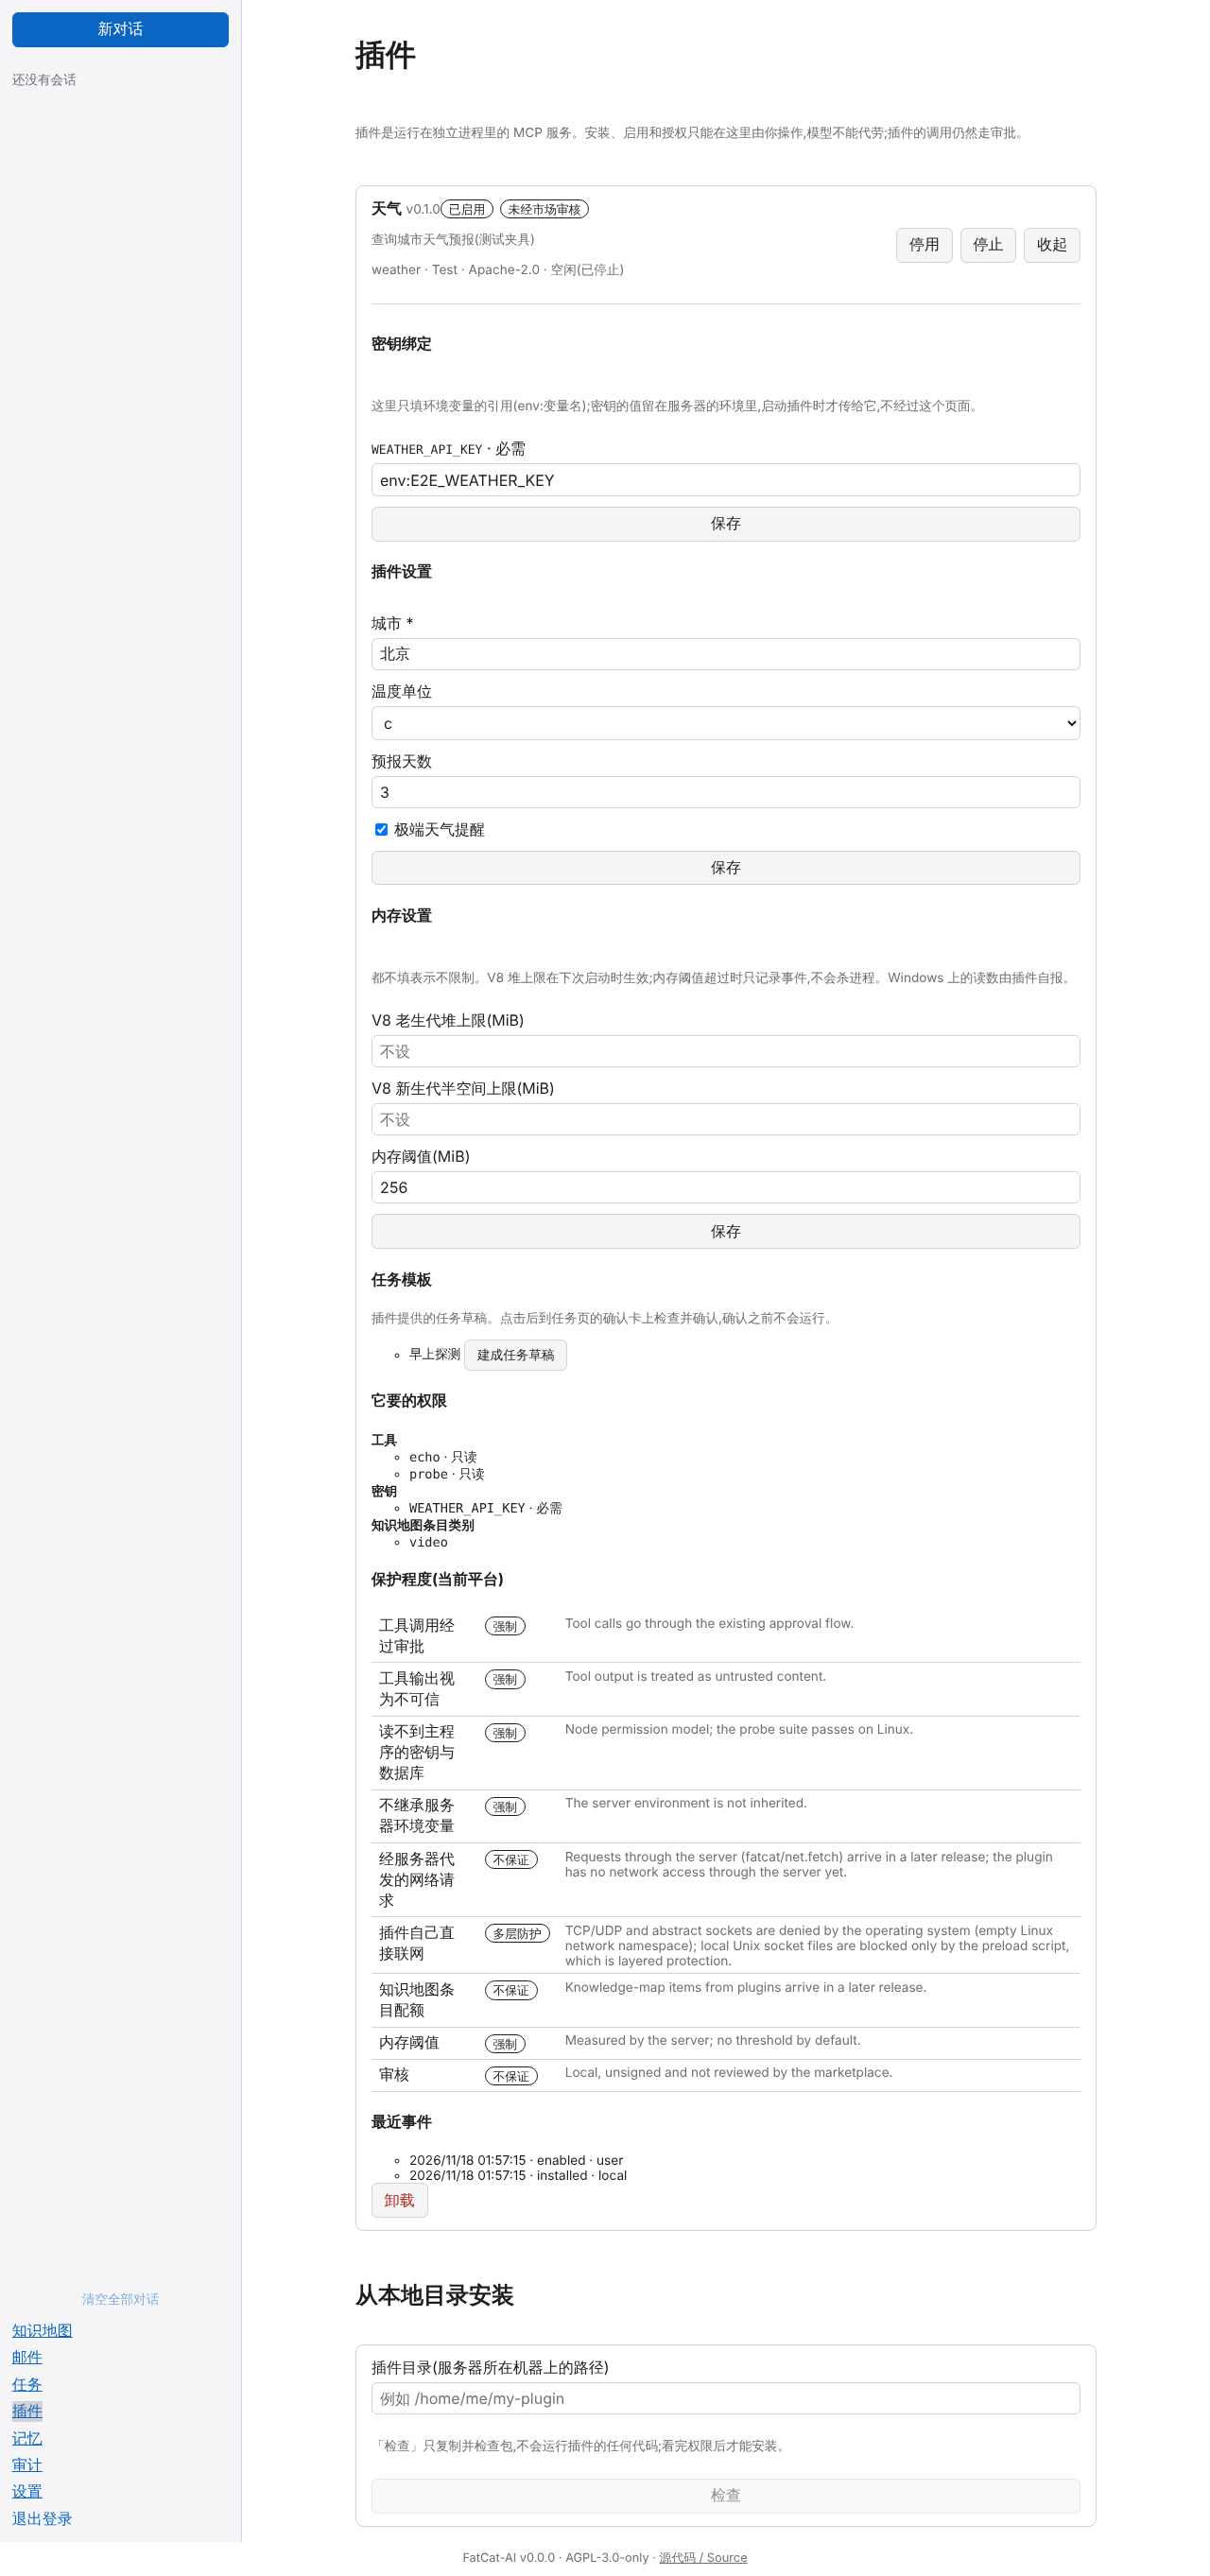 新对话
还没有会话
插件
插件是运行在独立进程里的 MCP 服务。安装、启用和授权只能在这里由你操作,模型不能代劳;插件的调用仍然走审批。
天气 v0.1.0 已启用 未经市场审核
查询城市天气预报(测试夹具)
weather · Test · Apache-2.0 · 空闲(已停止)
停用 停止 收起
密钥绑定
这里只填环境变量的引用(env:变量名);密钥的值留在服务器的环境里,启动插件时才传给它,不经过这个页面。
WEATHER_API_KEY · 必需
env:E2E_WEATHER_KEY
保存
插件设置
城市 *
北京
温度单位
c
预报天数
3
极端天气提醒
保存
内存设置
都不填表示不限制。V8 堆上限在下次启动时生效;内存阈值超过时只记录事件,不会杀进程。Windows 上的读数由插件自报。
V8 老生代堆上限(MiB)
不设
V8 新生代半空间上限(MiB)
不设
内存阈值(MiB)
256
保存
任务模板
插件提供的任务草稿。点击后到任务页的确认卡上检查并确认,确认之前不会运行。
早上探测 建成任务草稿
它要的权限
工具
echo · 只读
probe · 只读
密钥
WEATHER_API_KEY · 必需
知识地图条目类别
video
保护程度(当前平台)
工具调用经
过审批
强制
Tool calls go through the existing approval flow.
工具输出视
为不可信
强制
Tool output is treated as untrusted content.
读不到主程
序的密钥与
数据库
强制
Node permission model; the probe suite passes on Linux.
不继承服务
器环境变量
强制
The server environment is not inherited.
经服务器代
发的网络请
求
不保证
Requests through the server (fatcat/net.fetch) arrive in a later release; the plugin
has no network access through the server yet.
插件自己直
接联网
多层防护
TCP/UDP and abstract sockets are denied by the operating system (empty Linux
network namespace); local Unix socket files are blocked only by the preload script,
which is layered protection.
知识地图条
目配额
不保证
Knowledge-map items from plugins arrive in a later release.
内存阈值
强制
Measured by the server; no threshold by default.
审核
不保证
Local, unsigned and not reviewed by the marketplace.
最近事件
2026/11/18 01:57:15 · enabled · user
2026/11/18 01:57:15 · installed · local
卸载
从本地目录安装
插件目录(服务器所在机器上的路径)
例如 /home/me/my-plugin
「检查」只复制并检查包,不会运行插件的任何代码;看完权限后才能安装。
检查
清空全部对话
知识地图
邮件
任务
插件
记忆
审计
设置
退出登录
FatCat-AI v0.0.0 · AGPL-3.0-only · 源代码 / Source